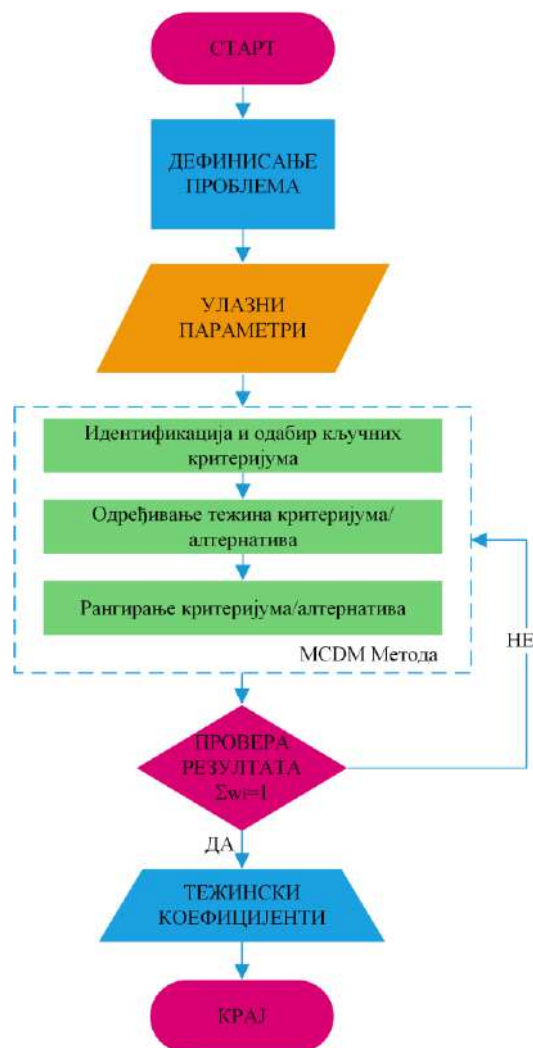 СТАРТ
ДЕФИНИСАЊЕ
ПРОБЛЕМА
УЛАЗНИ
ПАРАМЕТРИ
Идентификација и одабир кључних
критеријума
Одређивање тежина критеријума/
алтернатива
Рангирање критеријума/алтернатива
MCDM Метода
НЕ
ПРОВЕРА
РЕЗУЛТАТА
Σwi=1
ДА
ТЕЖИНСКИ
КОЕФИЦИЈЕНТИ
КРАЈ